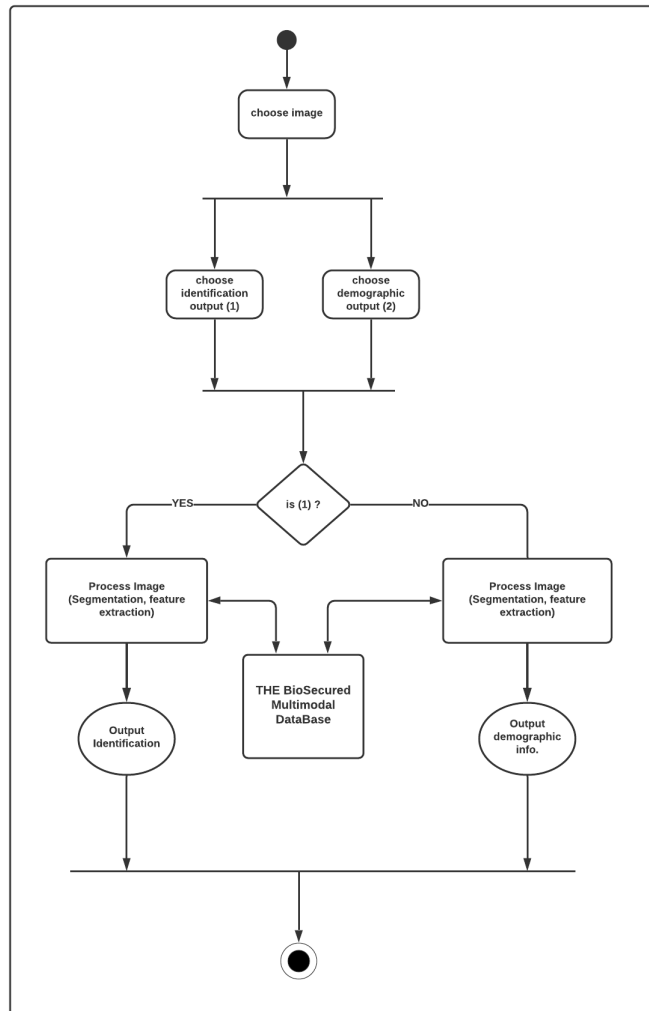 choose image
choose
identification
output (1)
choose
demographic
output (2)
is (1) ?
YES
NO
Process Image
(Segmentation, feature
extraction)
Process Image
(Segmentation, feature
extraction)
THE BioSecured
Multimodal
DataBase
Output
Identification
Output
demographic
info.